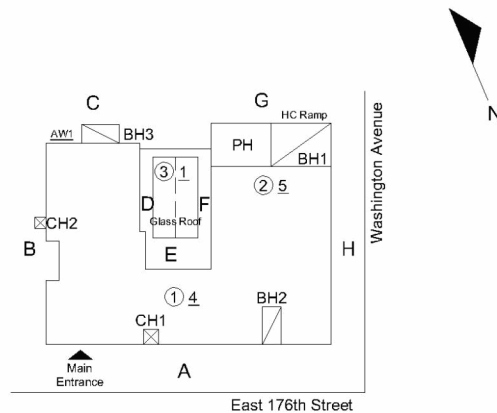 C
G
HC Ramp
N
AW1
BH3
PH
BH1
3 1
2 5
D
F
Glass Roof
CH2
B
E
H
Washington Avenue
1 4
BH2
CH1
Main
Entrance
A
East 176th Street